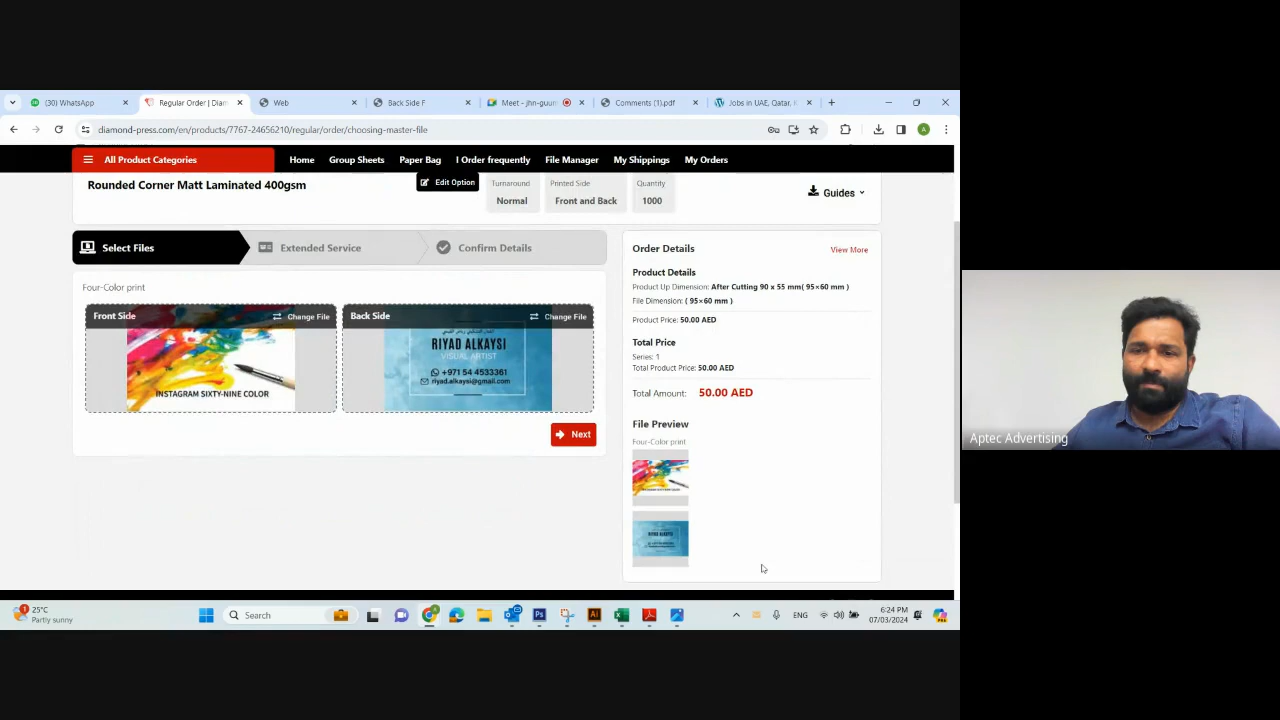 (30) WhatsApp
Regular Order | Diam
Web
Back Side F
Meet - jhn-guum
Comments (1).pdf
Jobs in UAE, Qatar,
diamond-press.com/en/products/7767-24656210/regular/order/choosing-master-file
A
All Product Categories
Home
Group Sheets
Paper Bag
I Order frequently
File Manager
My Shippings
My Orders
Rounded Corner Matt Laminated 400gsm
Edit Option
Turnaround
Normal
Printed Side
Front and Back
Quantity
1000
Guides
Select Files
Extended Service
Confirm Details
Four-Color print
Front Side
Change File
INSTAGRAM SIXTY-NINE COLOR
Back Side
Change File
RIYAD ALKAYSI
VISUAL ARTIST
+971 54 4533361
riyad.alkaysi@gmail.com
Next
Order Details
View More
Product Details
Product Up Dimension: After Cutting 90 x 55 mm( 95×60 mm )
File Dimension: ( 95×60 mm )
Product Price: 50.00 AED
Total Price
Series: 1
Total Product Price: 50.00 AED
Total Amount: 50.00 AED
File Preview
Four-Color print
RIYAD ALKAYSI
Aptec Advertising
1
25°C
Partly sunny
Search
ENG
6:24 PM
07/03/2024